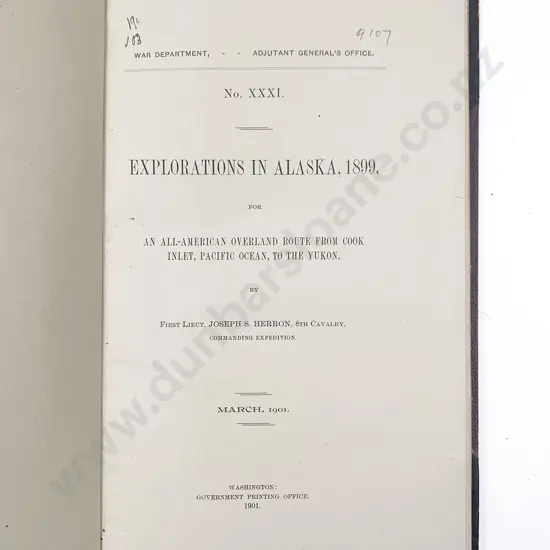 9107
WAR DEPARTMENT, - - ADJUTANT GENERAL'S OFFICE.
No. XXXI.
EXPLORATIONS IN ALASKA, 1899,
FOR
AN ALL-AMERICAN OVERLAND ROUTE FROM COOK
INLET, PACIFIC OCEAN, TO THE YUKON.
BY
FIRST LIEUT. JOSEPH S. HERRON, 8TH CAVALRY,
COMMANDING EXPEDITION.
MARCH, 1901.
WASHINGTON:
GOVERNMENT PRINTING OFFICE.
1901.
www.dunbarsloane.co.nz